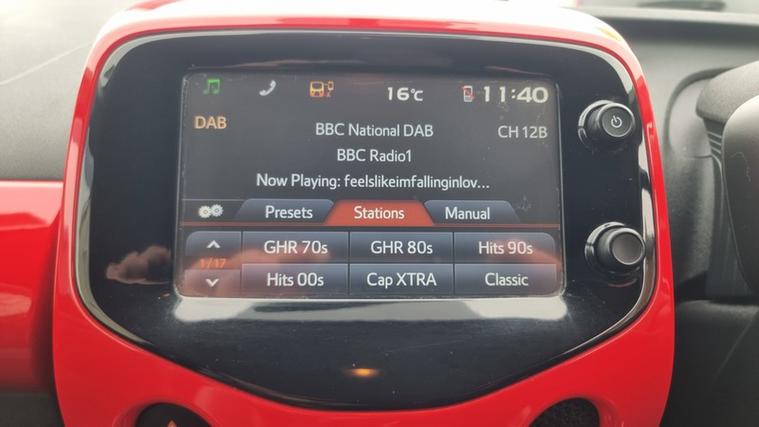 16°C 11:40
DAB BBC National DAB CH 12B
BBC Radio1
Now Playing: feelslikeimfallinginlov...
Presets Stations Manual
GHR 70s GHR 80s Hits 90s
1/17
Hits 00s Cap XTRA Classic